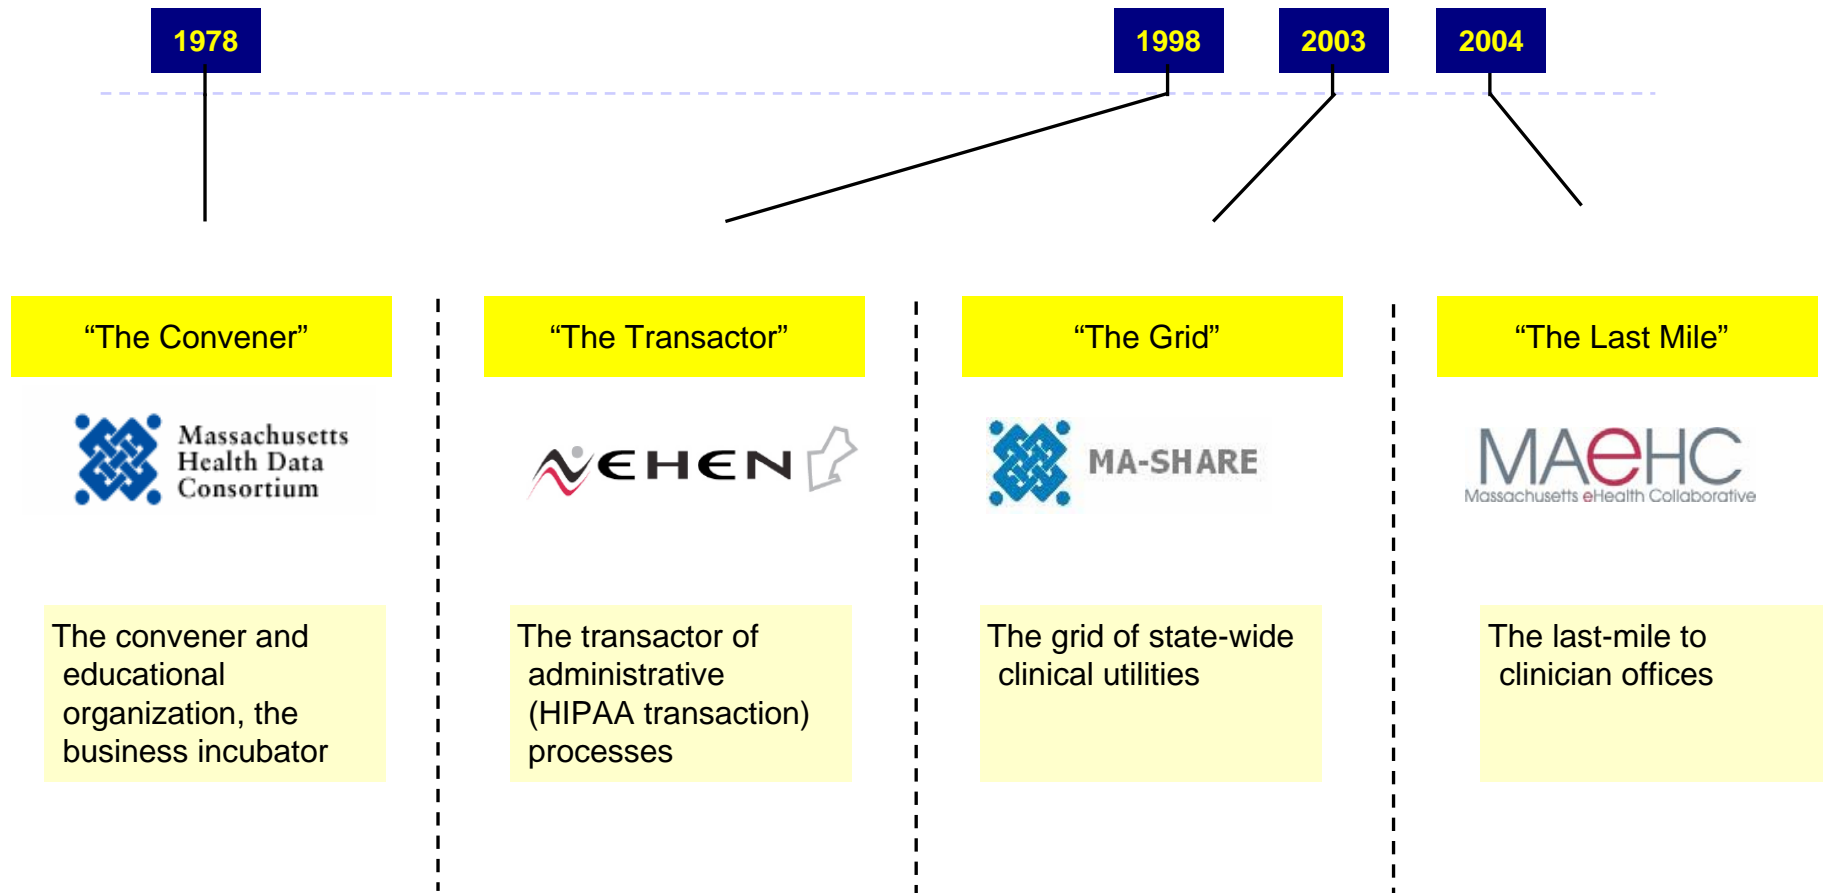 1978
1998
2003
2004
“The Convener”
“The Transactor”
“The Grid”
“The Last Mile”
Massachusetts
Health Data
Consortium
NEHEN
MA-SHARE
MAeHC
Massachusetts eHealth Collaborative
The convener and
educational
organization, the
business incubator
The transactor of
administrative
(HIPAA transaction)
processes
The grid of state-wide
clinical utilities
The last-mile to
clinician offices